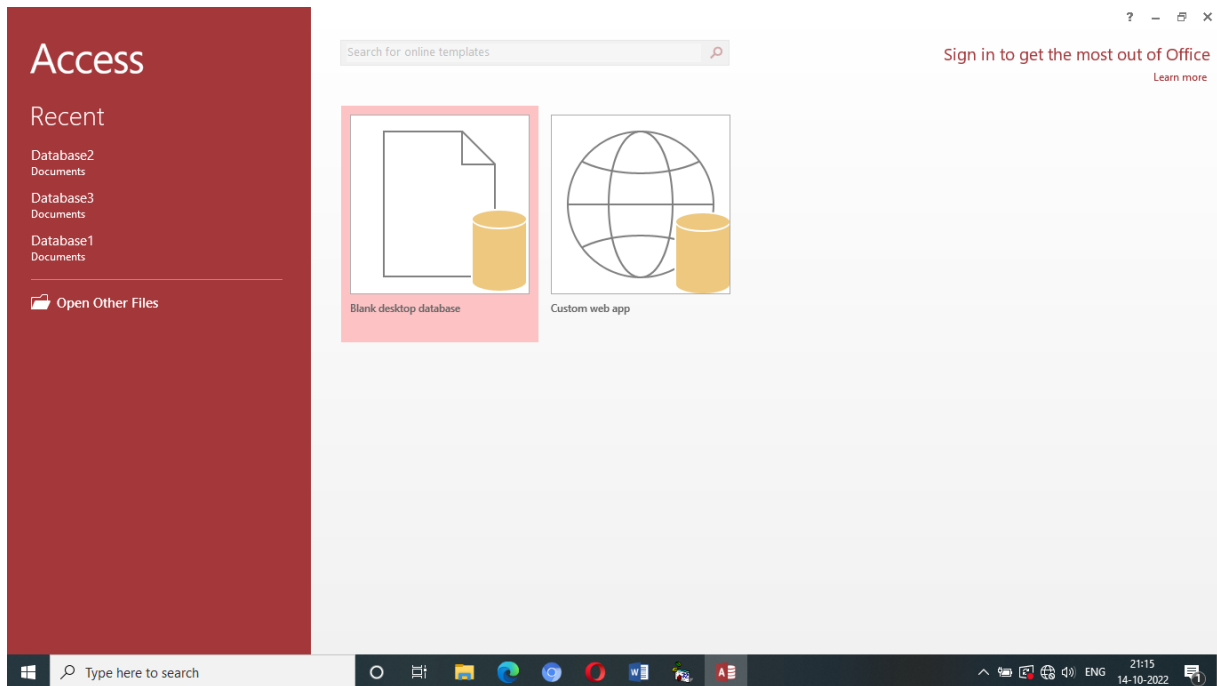 Access
Recent
Database2
Documents
Database3
Documents
Database1
Documents
Open Other Files
?
Search for online templates
Sign in to get the most out of Office
Learn more
Blank desktop database
Custom web app
Type here to search
W
A
ENG
21:15
14-10-2022
1